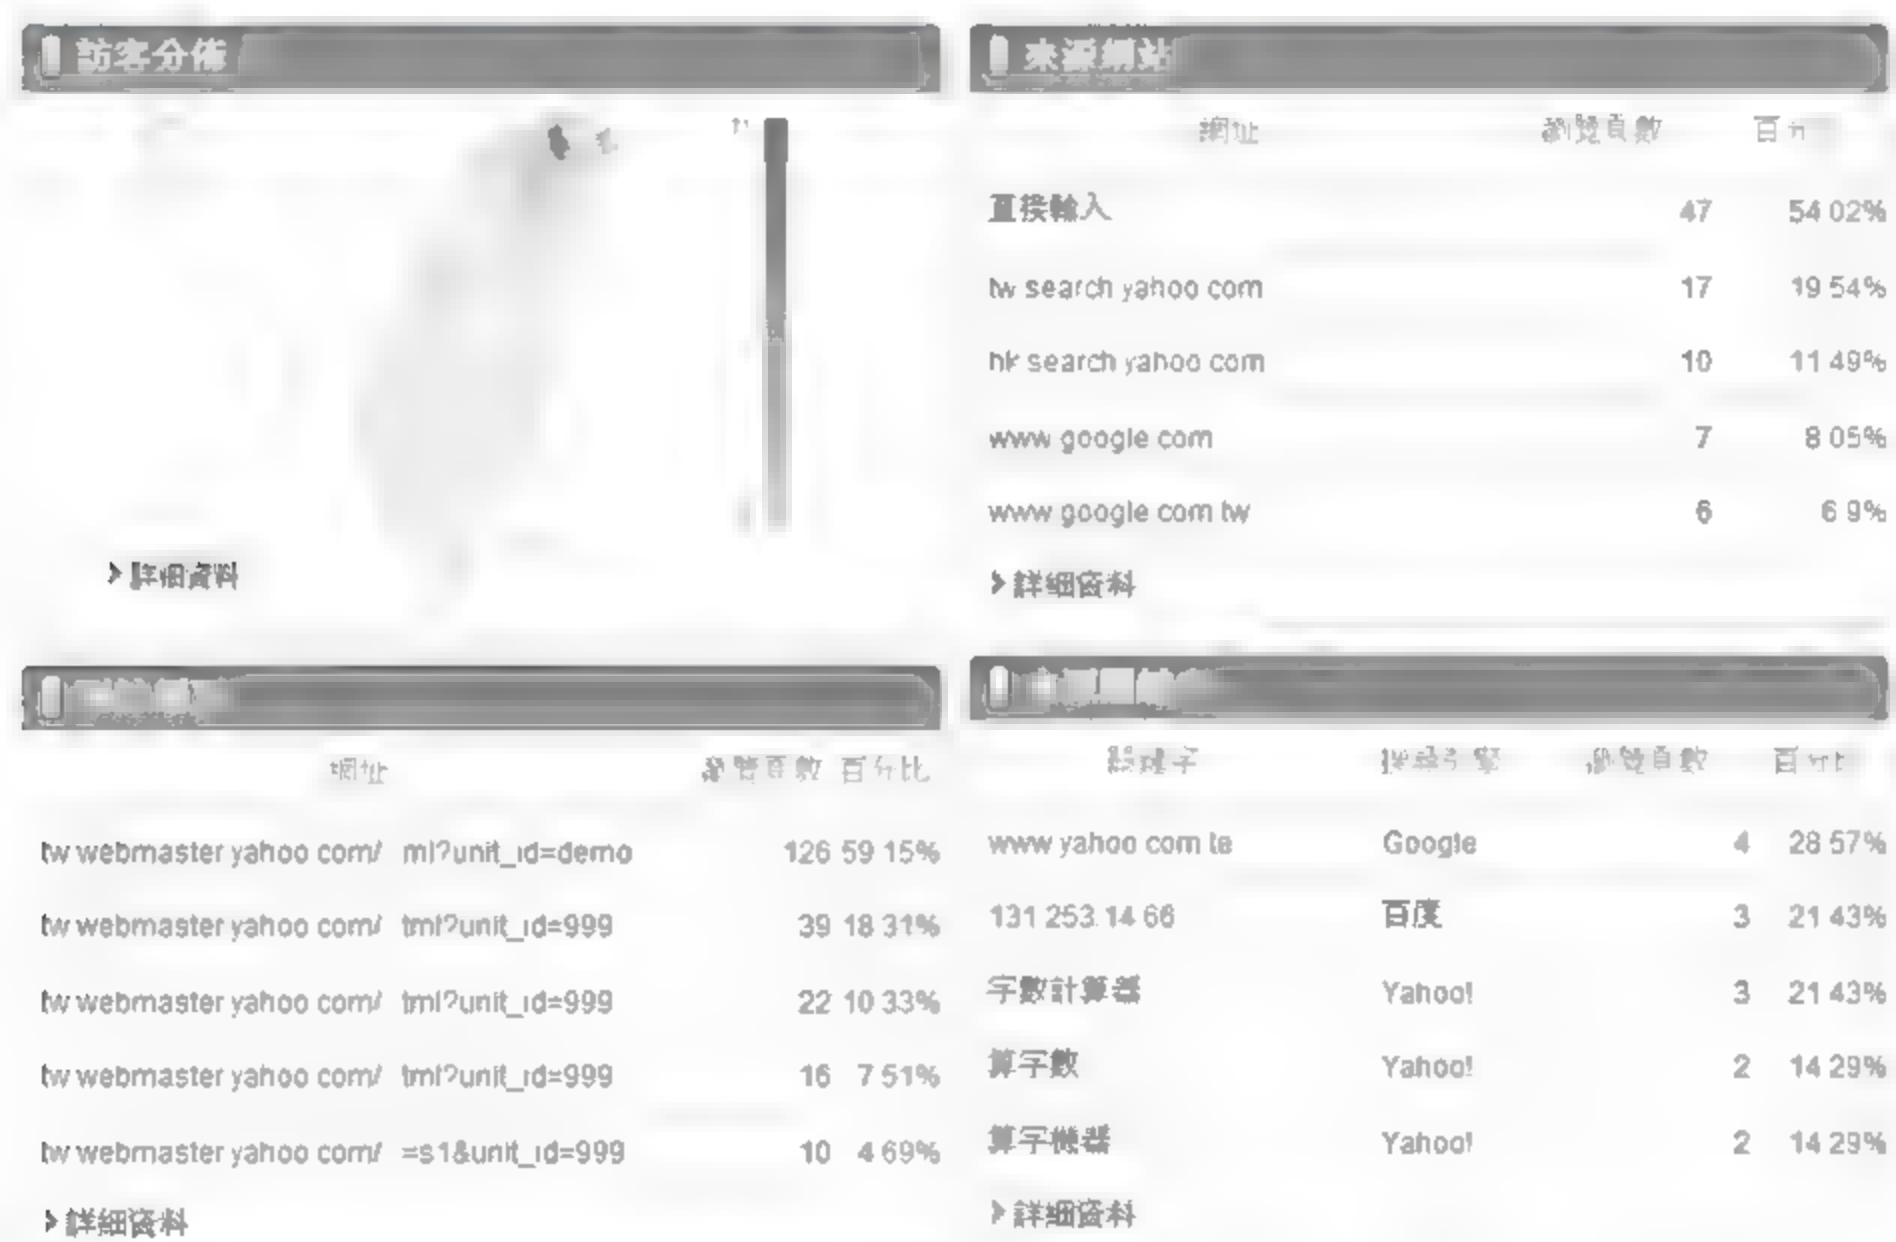 訪客分佈
詳細資料
來源網站
網址 瀏覽頁數 百分
直接輸入 47 54 02%
tw search yahoo com 17 19 54%
hk search yahoo com 10 11 49%
www google com 7 8 05%
www google com tw 6 6 9%
詳細資料
網址 瀏覽頁數 百分比
tw webmaster yahoo com/ ml?unit_id=demo 126 59 15%
tw webmaster yahoo com/ tml?unit_id=999 39 18 31%
tw webmaster yahoo com/ tml?unit_id=999 22 10 33%
tw webmaster yahoo com/ tml?unit_id=999 16 7 51%
tw webmaster yahoo com/ =s1&unit_id=999 10 4 69%
詳細資料
關鍵字 搜尋引擎 瀏覽頁數 百分比
www yahoo com te Google 4 28 57%
131 253 14 66 百度 3 21 43%
字數計算器 Yahoo! 3 21 43%
算字數 Yahoo! 2 14 29%
算字機器 Yahoo! 2 14 29%
詳細資料